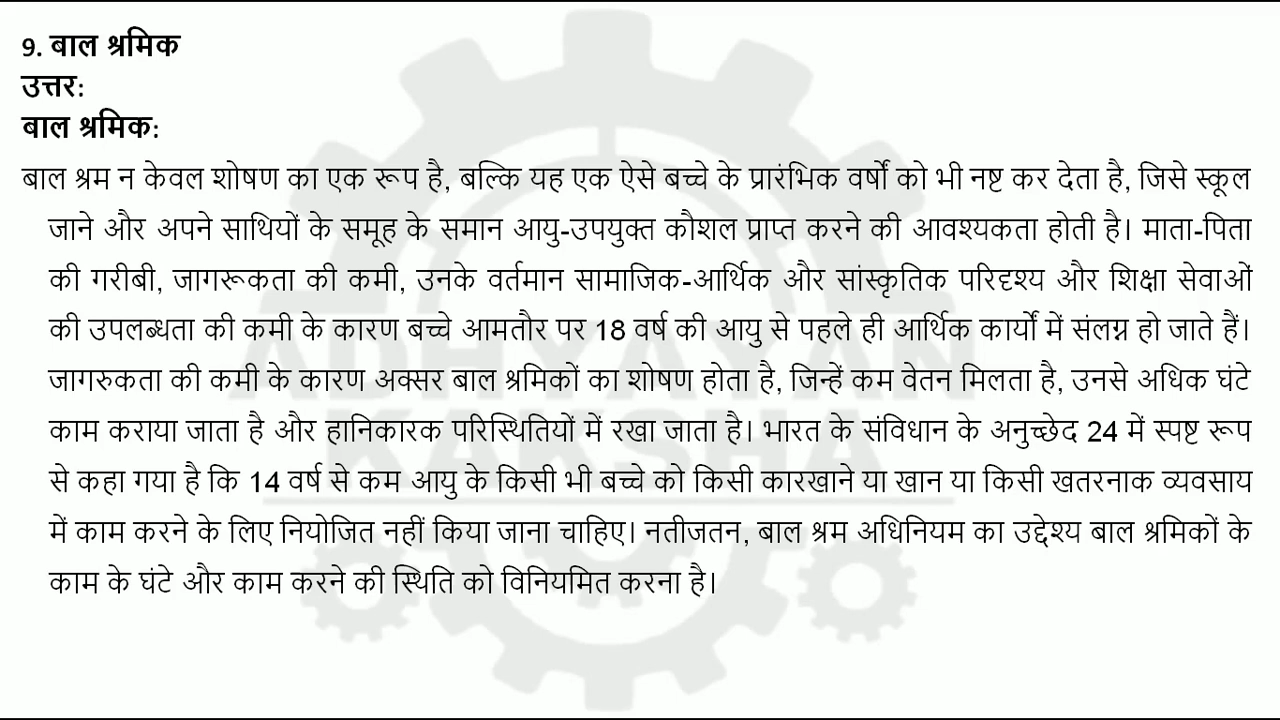 9. बाल श्रमिक
उत्तर:
बाल श्रमिक:
बाल श्रम न केवल शोषण का एक रूप है, बल्कि यह एक ऐसे बच्चे के प्रारंभिक वर्षों को भी नष्ट कर देता है, जिसे स्कूल
जाने और अपने साथियों के समूह के समान आयु-उपयुक्त कौशल प्राप्त करने की आवश्यकता होती है। माता-पिता
की गरीबी, जागरूकता की कमी, उनके वर्तमान सामाजिक-आर्थिक और सांस्कृतिक परिदृश्य और शिक्षा सेवाओं
की उपलब्धता की कमी के कारण बच्चे आमतौर पर 18 वर्ष की आयु से पहले ही आर्थिक कार्यों में संलग्न हो जाते हैं।
जागरुकता की कमी के कारण अक्सर बाल श्रमिकों का शोषण होता है, जिन्हें कम वेतन मिलता है, उनसे अधिक घंटे
काम कराया जाता है और हानिकारक परिस्थितियों में रखा जाता है। भारत के संविधान के अनुच्छेद 24 में स्पष्ट रूप
से कहा गया है कि 14 वर्ष से कम आयु के किसी भी बच्चे को किसी कारखाने या खान या किसी खतरनाक व्यवसाय
में काम करने के लिए नियोजित नहीं किया जाना चाहिए। नतीजतन, बाल श्रम अधिनियम का उद्देश्य बाल श्रमिकों के
काम के घंटे और काम करने की स्थिति को विनियमित करना है।
ADHYAYAN
KAKSHA